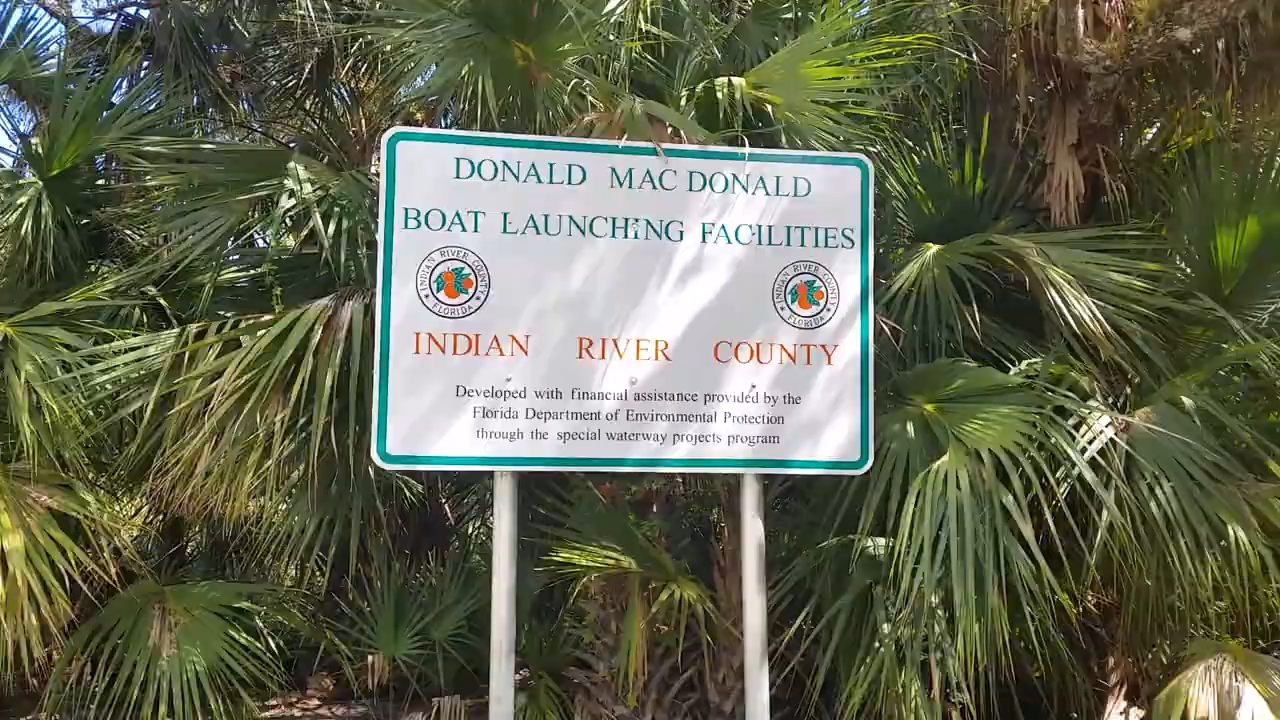 DONALD MAC DONALD
BOAT LAUNCHING FACILITIES
INDIAN RIVER COUNTY
FLORIDA
INDIAN RIVER COUNTY
FLORIDA
INDIAN RIVER COUNTY
Developed with financial assistance provided by the
Florida Department of Environmental Protection
through the special waterway projects program